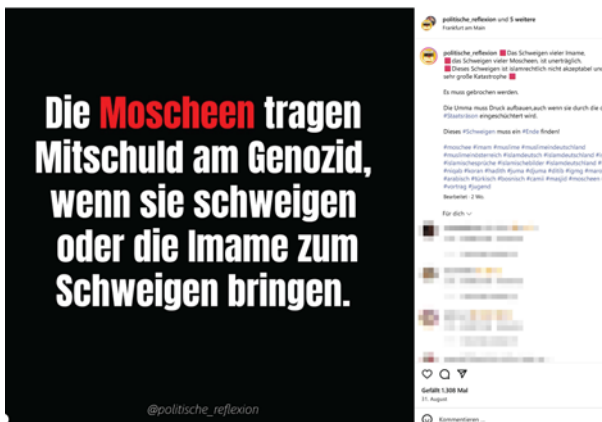 Die Moscheen tragen
Mitschuld am Genozid,
wenn sie schweigen
oder die Imame zum
Schweigen bringen.
@politische_reflexion
politische_reflexion und 5 weitere
Frankfurt am Main
politische_reflexion Das Schweigen vieler Imame,
das Schweigen vieler Moscheen, ist unerträglich.
Dieses Schweigen ist islamrechtlich nicht akzeptabel und
sehr große Katastrophe
Es muss gebrochen werden.
Die Umma muss Druck aufbauen,auch wenn sie durch die
#Staatsräson eingeschüchtert wird.
Dieses #Schweigen muss ein #Ende finden!
#moschee #imam #muslime #muslimeindeutschland
#muslimeinösterreich #islamdeutsch #islamdeutschland
#islamischesprüche #islamischebilder #islamdeutschland
#niqab #koran #hadith #juma #djuma #ditib #igmg
#arabisch #türkisch #bosnisch #camii #masjid #moscheen
#vortrag #jugend
Bearbeitet · 2 Wo.
Für dich
Gefällt 1.308 Mal
31. August
Kommentieren ...